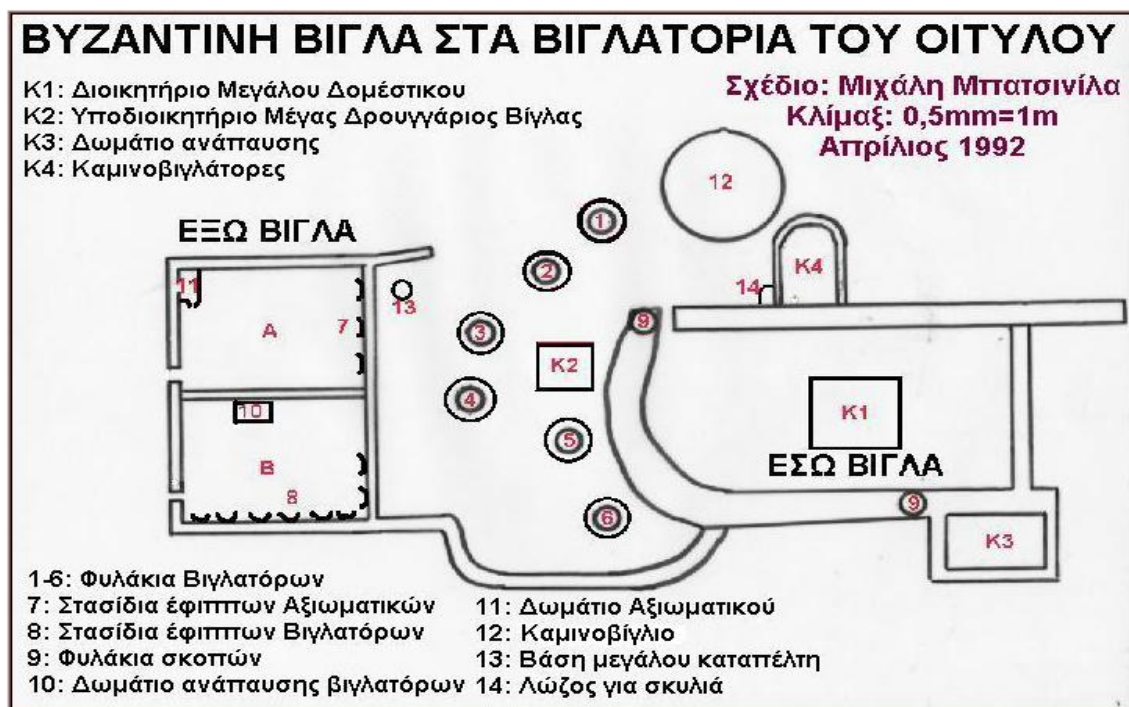 ΒΥΖΑΝΤΙΝΗ ΒΙΓΛΑ ΣΤΑ ΒΙΓΛΑΤΟΡΙΑ ΤΟΥ ΟΙΤΥΛΟΥ
Κ1: Διοικητήριο Μεγάλου Δομέστικου
Κ2: Υποδιοικητήριο Μέγας Δρουγγάριος Βίγλας
Κ3: Δωμάτιο ανάπαυσης
Κ4: Καμινοβιγλάτορες
Σχέδιο: Μιχάλη Μπατσινίλα
Κλίμαξ: 0,5mm=1m
Απρίλιος 1992
12
1
ΕΞΩ ΒΙΓΛΑ
2
Κ4
11
13
14
Α
7
3
9
Κ2
4
10
Κ1
5
Β
ΕΣΩ ΒΙΓΛΑ
8
6
9
Κ3
1-6: Φυλάκια Βιγλατόρων
7: Στασίδια έφιππων Αξιωματικών
8: Στασίδια έφιππων Βιγλατόρων
9: Φυλάκια σκοπών
10: Δωμάτιο ανάπαυσης βιγλατόρων
11: Δωμάτιο Αξιωματικού
12: Καμινοβίγλιο
13: Βάση μεγάλου καταπέλτη
14: Λώζος για σκυλιά